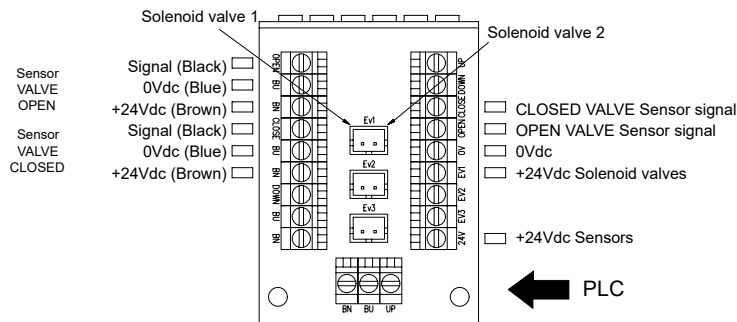 Solenoid valve 1
Solenoid valve 2
Sensor
VALVE
OPEN
Sensor
VALVE
CLOSED
Signal (Black)
0Vdc (Blue)
+24Vdc (Brown)
Signal (Black)
0Vdc (Blue)
+24Vdc (Brown)
OPEN
BU
BN
CLOSE
BU
BN
DOWN
BU
BN
Ev1
Ev2
Ev3
UP
DOWN
CLOSE
OPEN
0V
EV1
EV2
EV3
24V
CLOSED VALVE Sensor signal
OPEN VALVE Sensor signal
0Vdc
+24Vdc Solenoid valves
+24Vdc Sensors
PLC
BN BU UP